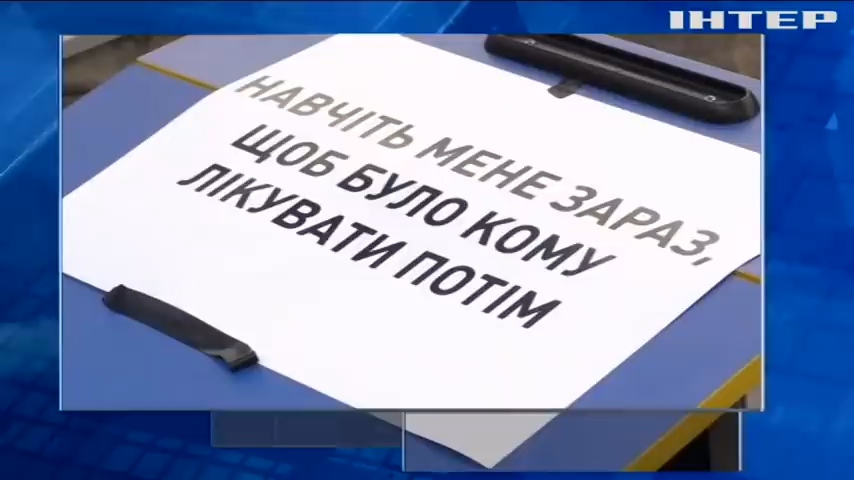 ІНТЕР
НАВЧІТЬ МЕНЕ ЗАРАЗ,
ЩОБ БУЛО КОМУ
ЛІКУВАТИ ПОТІМ